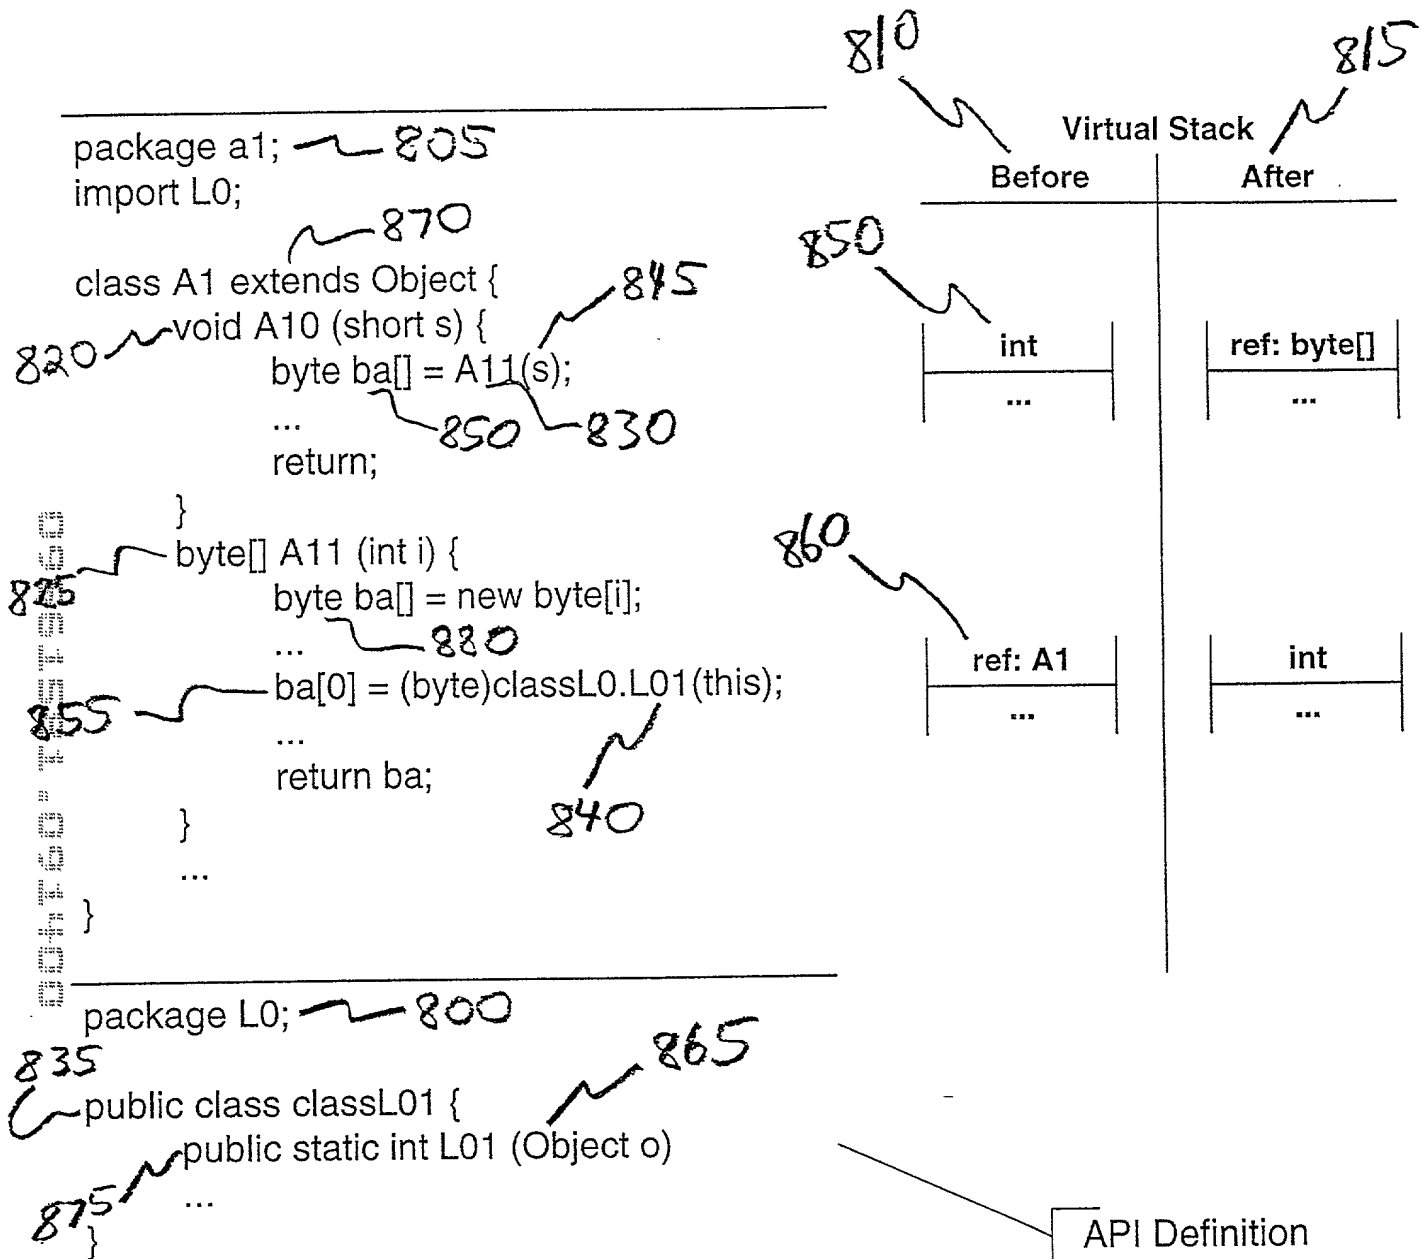 810
815
package a1; 805
import L0;
Virtual Stack
Before After
870
850
class A1 extends Object {
845
820 void A10 (short s) {
int ref: byte[]
byte ba[] = A11(s);
... ...
... 850 830
return;
}
860
byte[] A11 (int i) {
825
byte ba[] = new byte[i];
... 880
ref: A1 int
ba[0] = (byte)classL0.L01(this);
855
... ...
...
return ba;
840
}
...
}
package L0; 800
865
835
public class classL01 {
public static int L01 (Object o)
875
...
}
API Definition